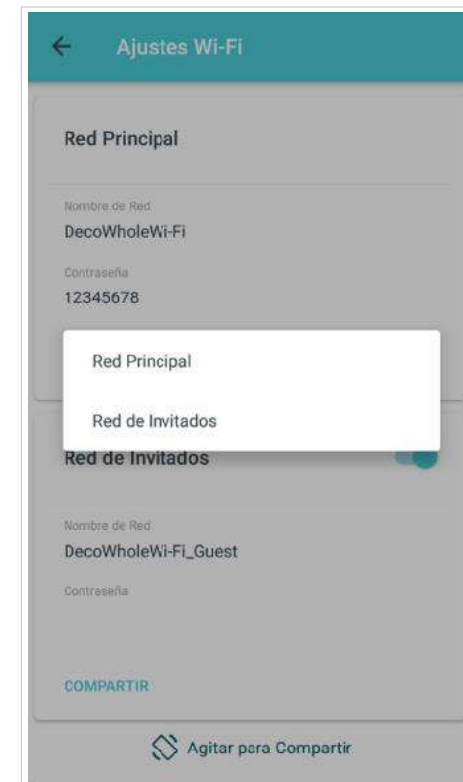 Ajustes Wi-Fi
Red Principal
Nombre de Red
DecoWholeWi-Fi
Contraseña
12345678
Red Principal
Red de Invitados
Red de Invitados
Nombre de Red
DecoWholeWi-Fi_Guest
Contraseña
COMPARTIR
Agitar para Compartir